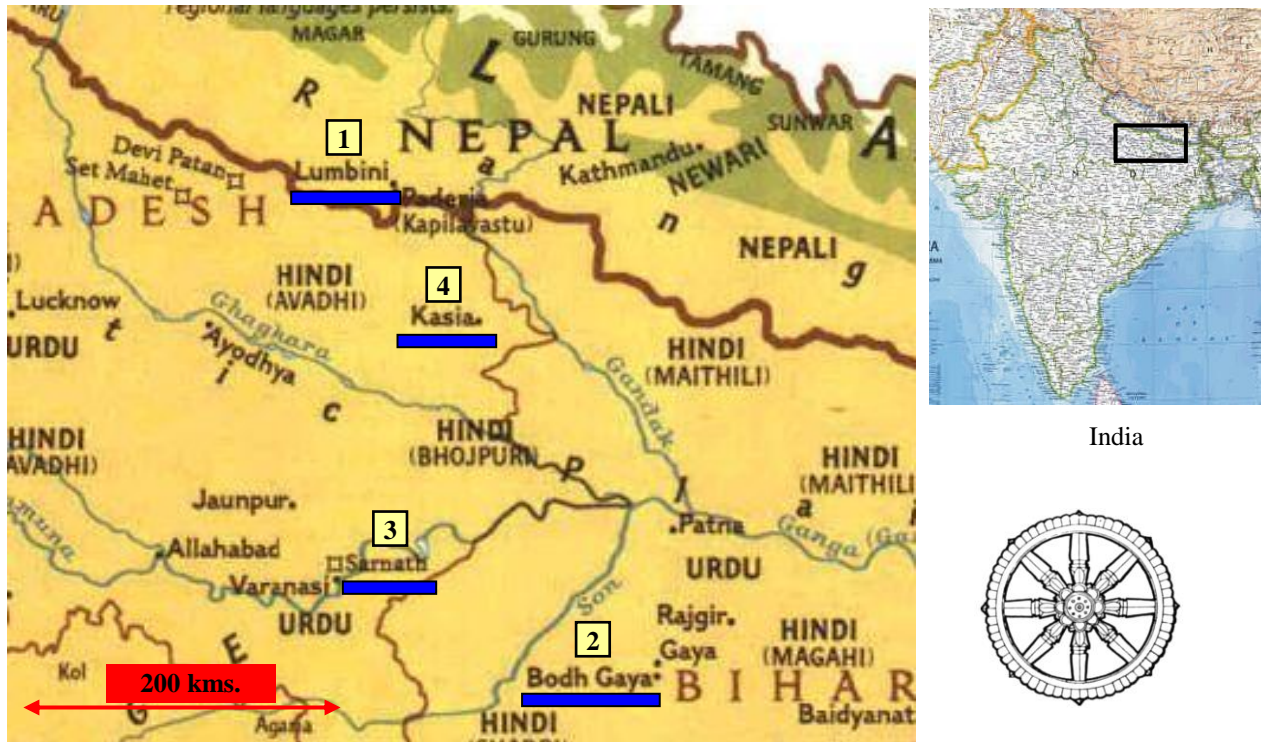 regional languages persists.
MAGAR
GURUNG
L
TAMANG
R
NEPALI
SUNWAR
A
1
NEPAL
Devi Patan
Lumbini
a
Kathmandu
NEWARI
Set Mahet
Paderia
ADESH
(Kapilavastu)
n
NEPALI
g
HINDI
(AVADHI)
4
Lucknow
Kasia
t
Ghaghara
URDU
Ayodhya
i
HINDI
(MAITHILI)
c
Gandak
HINDI
AVADHI)
HINDI
(BHOJPURI)
P
HINDI
(MAITHILI
Jaunpur
l
a
Patna
Ganga
3
Allahabad
Sarnath
Varanasi
URDU
URDU
Son
Rajgir
HINDI
(MAGAHI)
E
2
Gaya
Kol
Bodh Gaya
BIHAR
200 kms.
G
Agaria
HINDI
Baidyanat
India